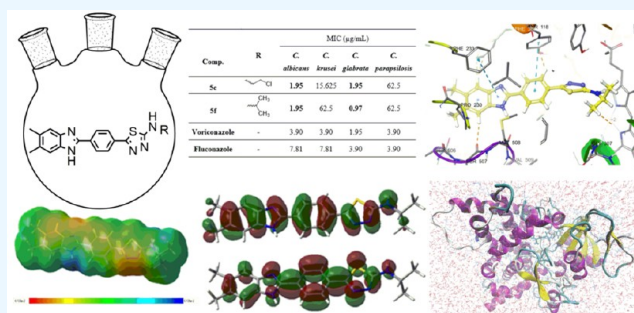 S
HN-R
N
N
H
N-N
MIC (µg/mL)
Comp. R C. albicans C. krusei C. glabrata C. parapsilosis
5c Cl 1.95 15.625 1.95 62.5
5f CH₃ CH₃ 1.95 62.5 0.97 62.5
Voriconazole - 3.90 3.90 1.95 3.90
Fluconazole - 7.81 7.81 3.90 3.90